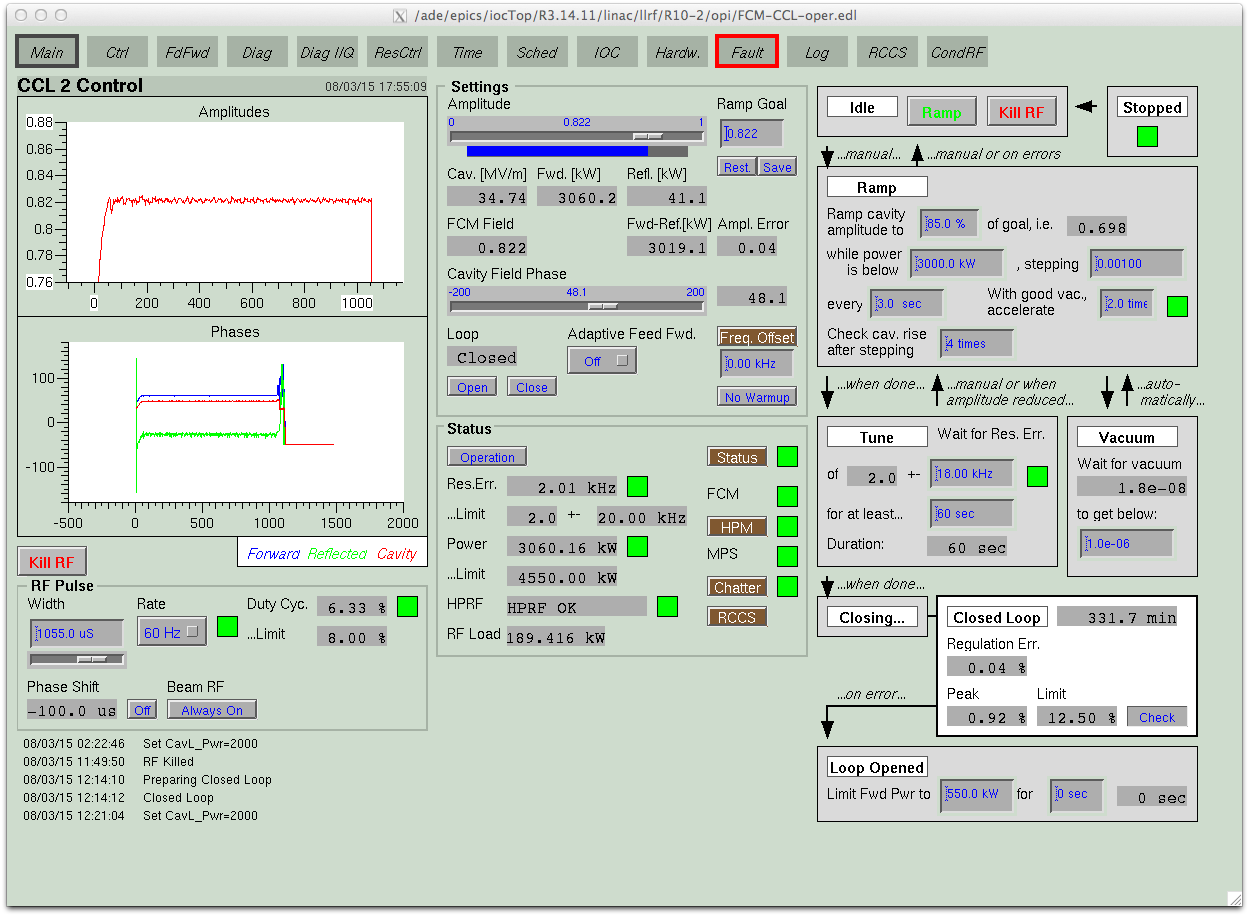 /ade/epics/iocTop/R3.14.11/linac/llrf/R10-2/opi/FCM-CCL-oper.edl
Main Ctrl FdFwd Diag Diag I/Q ResCtrl Time Sched IOC Hardw. Fault Log RCCS CondRF
CCL 2 Control 08/03/15 17:55:09
Amplitudes
0.88
0.86
0.84
0.82
0.8
0.78
0.76
0 200 400 600 800 1000
Phases
100
0
-100
-500 0 500 1000 1500 2000
Kill RF
Forward Reflected Cavity
RF Pulse
Width Rate Duty Cyc. 6.33 %
1055.0 uS 60 Hz ...Limit 8.00 %
Phase Shift Beam RF
-100.0 us Off Always On
08/03/15 02:22:46 Set CavL_Pwr=2000
08/03/15 11:49:50 RF Killed
08/03/15 12:14:10 Preparing Closed Loop
08/03/15 12:14:12 Closed Loop
08/03/15 12:21:04 Set CavL_Pwr=2000
Settings
Amplitude Ramp Goal
0 0.822 1
0.822
Rest. Save
Cav. [MV/m] Fwd. [kW] Refl. [kW]
34.74 3060.2 41.1
FCM Field Fwd-Ref.[kW] Ampl. Error
0.822 3019.1 0.04
Cavity Field Phase
-200 48.1 200
48.1
Loop Adaptive Feed Fwd. Freq. Offset
Closed Off 0.00 kHz
Open Close No Warmup
Status
Operation Status
Res.Err. 2.01 kHz FCM
...Limit 2.0 +- 20.00 kHz HPM
Power 3060.16 kW MPS
...Limit 4550.00 kW Chatter
HPRF HPRF OK RCCS
RF Load 189.416 kW
Idle Ramp Kill RF Stopped
...manual... ...manual or on errors
Ramp
Ramp cavity
amplitude to 85.0 % of goal, i.e. 0.698
while power
is below 3000.0 kW , stepping 0.00100
every 3.0 sec With good vac.,
accelerate 2.0 time
Check cav. rise
after stepping 4 times
...when done... ...manual or when
amplitude reduced...
...auto-
matically...
Tune Wait for Res. Err.
of 2.0 +- 18.00 kHz
for at least... 60 sec
Duration: 60 sec
Vacuum
Wait for vacuum
1.8e-08
to get below:
1.0e-06
...when done...
Closing... Closed Loop 331.7 min
Regulation Err.
0.04 %
Peak Limit
0.92 % 12.50 % Check
...on error...
Loop Opened
Limit Fwd Pwr to 550.0 kW for 0 sec 0 sec